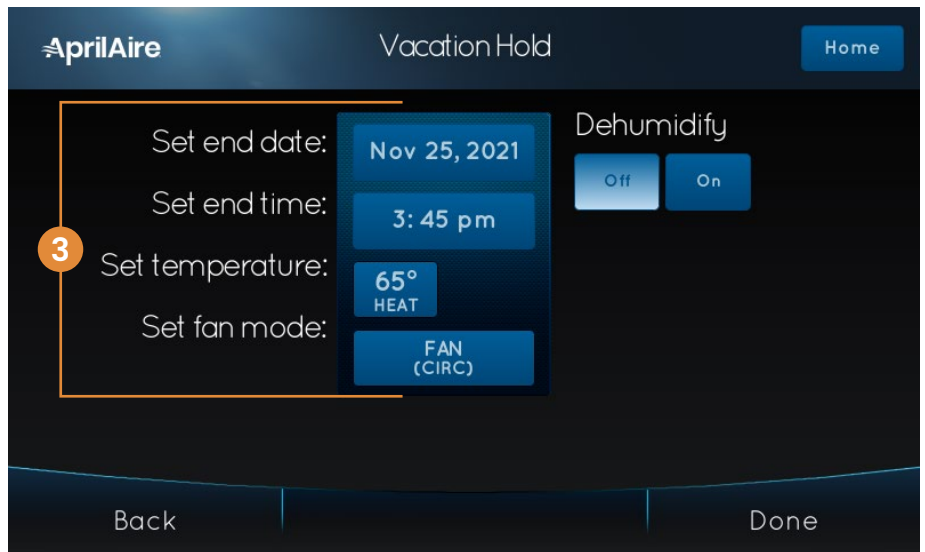 AprilAire
Vacation Hold
Home
3
Set end date:
Nov 25, 2021
Set end time:
3:45 pm
Set temperature:
65°
HEAT
Set fan mode:
FAN
(CIRC)
Dehumidify
Off
On
Back
Done